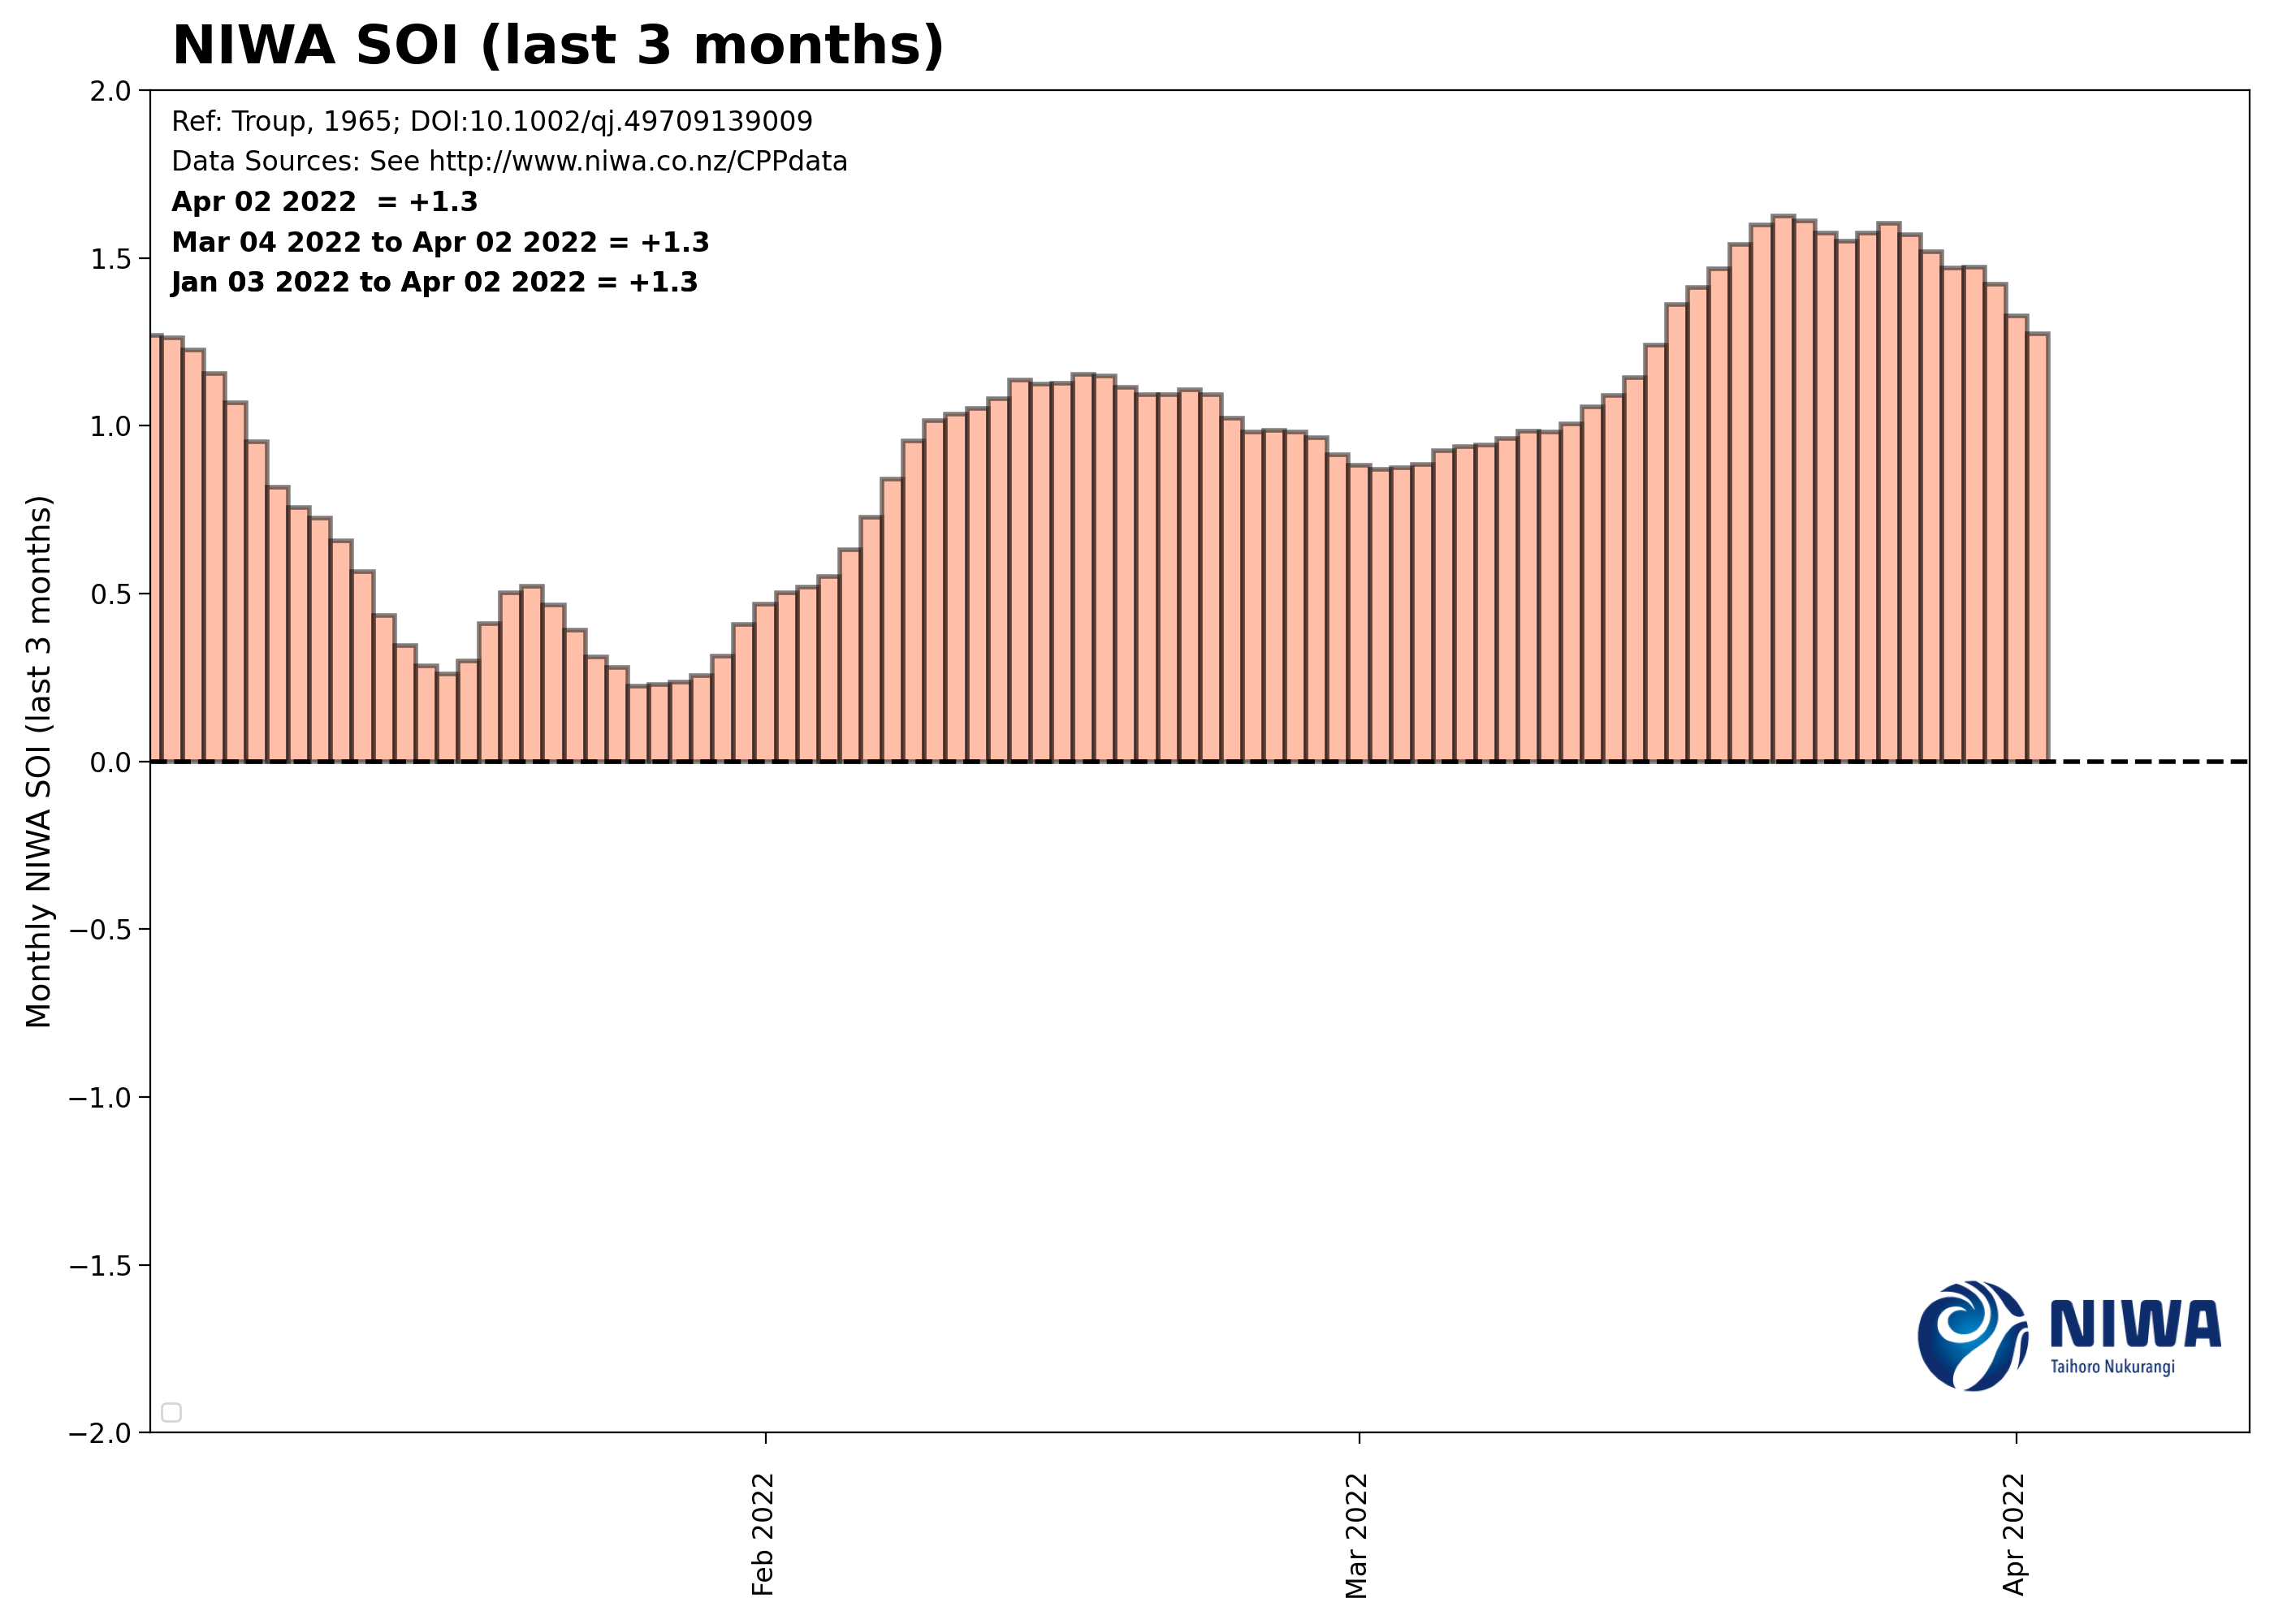 NIWA SOI (last 3 months)
Ref: Troup, 1965; DOI:10.1002/qj.49709139009
Data Sources: See http://www.niwa.co.nz/CPPdata
Apr 02 2022  = +1.3
Mar 04 2022 to Apr 02 2022 = +1.3
Jan 03 2022 to Apr 02 2022 = +1.3
Monthly NIWA SOI (last 3 months)
2.0
1.5
1.0
0.5
0.0
−0.5
−1.0
−1.5
−2.0
NIWA
Taihoro Nukurangi
Feb 2022
Mar 2022
Apr 2022